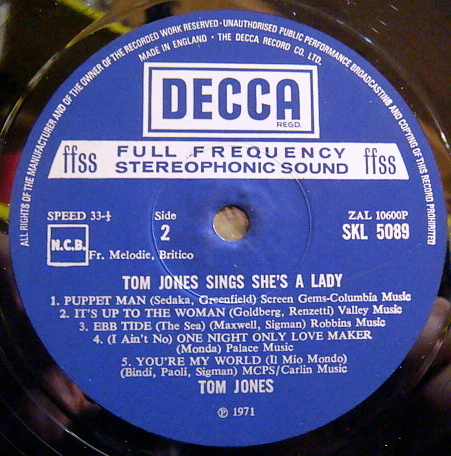 ALL RIGHTS OF THE MANUFACTURER AND OF THE OWNER OF THE RECORDED WORK RESERVED · UNAUTHORISED PUBLIC PERFORMANCE BROADCASTING AND COPYING OF THIS RECORD PROHIBITED
MADE IN ENGLAND · THE DECCA RECORD CO. LTD.
DECCA
REGD.
ffss FULL FREQUENCY ffss
STEREOPHONIC SOUND
SPEED 33-⅓ Side ZAL 10600P
2 SKL 5089
N.C.B.
Fr. Melodie, Britico
TOM JONES SINGS SHE'S A LADY
1. PUPPET MAN (Sedaka, Greenfield) Screen Gems-Columbia Music
2. IT'S UP TO THE WOMAN (Goldberg, Renzetti) Valley Music
3. EBB TIDE (The Sea) (Maxwell, Sigman) Robbins Music
4. (I Ain't No) ONE NIGHT ONLY LOVE MAKER
(Monda) Palace Music
5. YOU'RE MY WORLD (Il Mio Mondo)
(Bindi, Paoli, Sigman) MCPS/Carlin Music
TOM JONES
℗ 1971